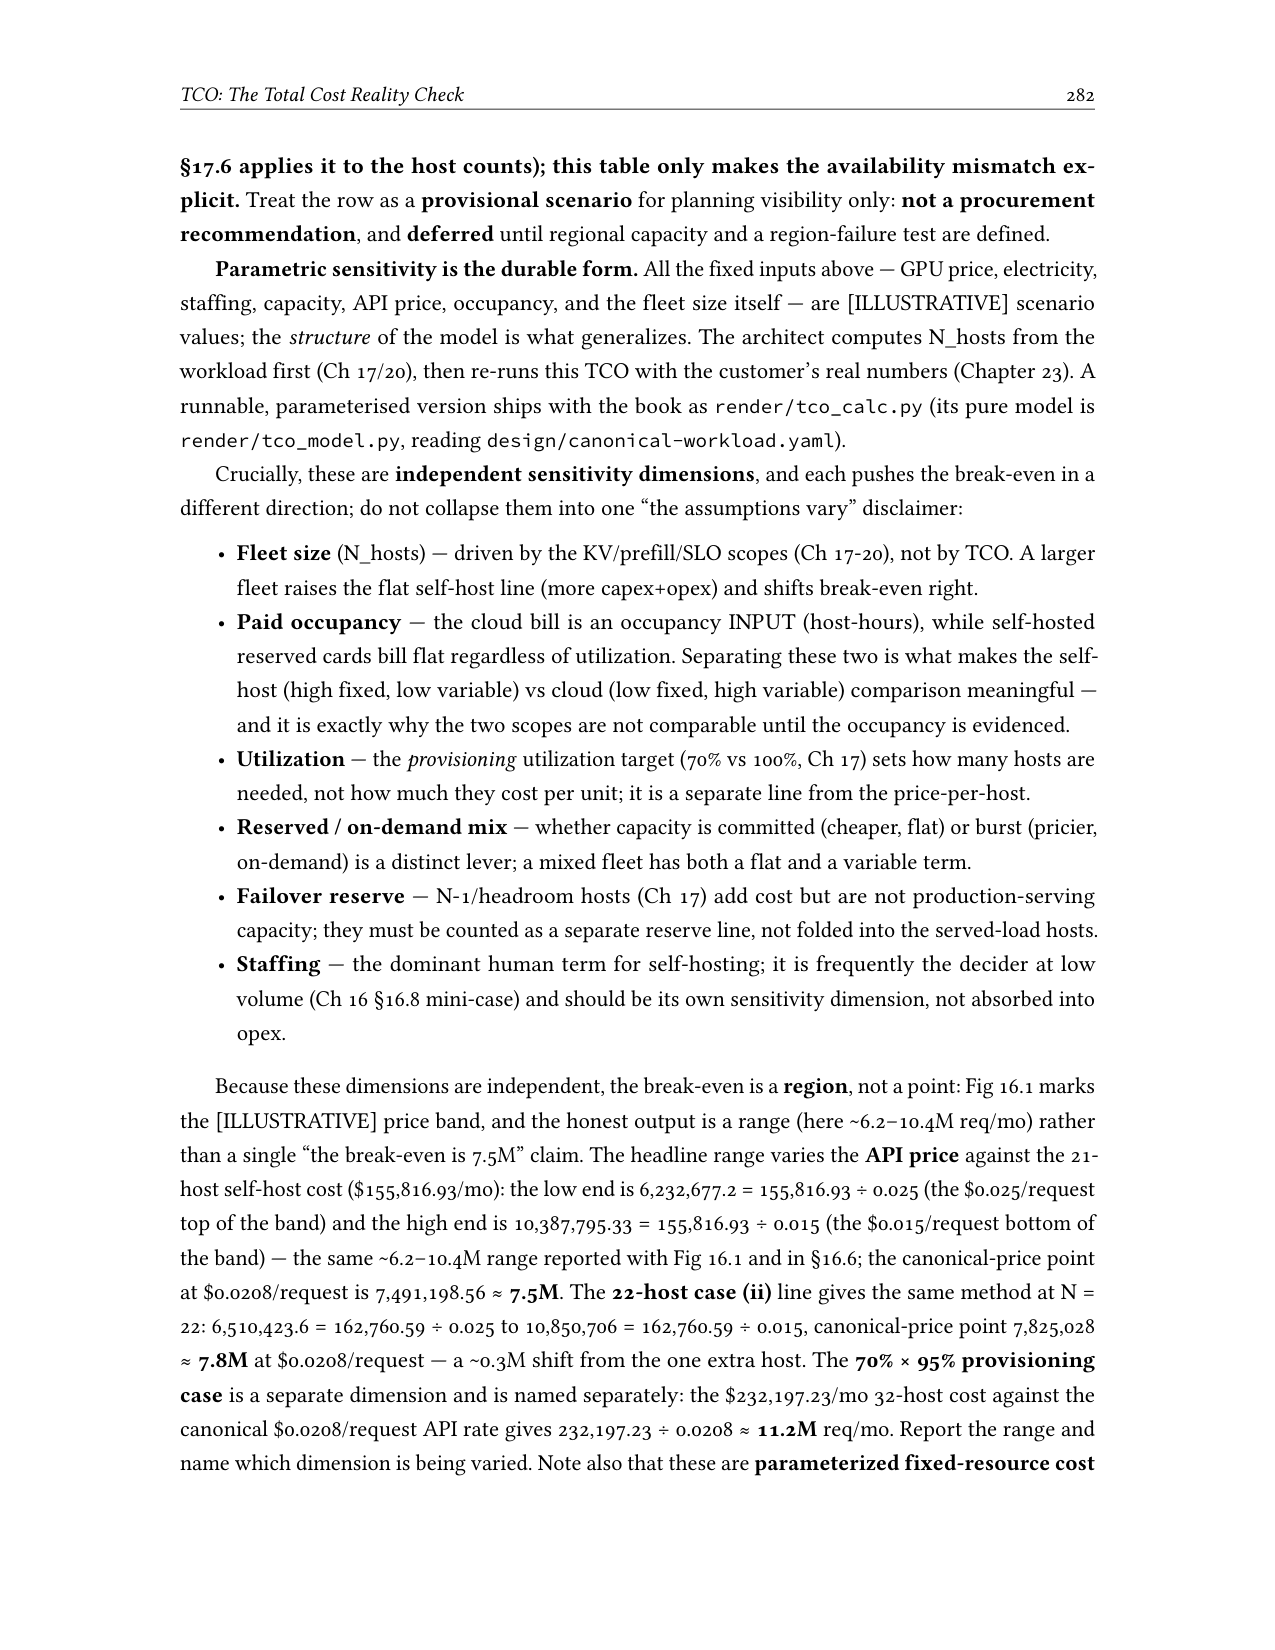 TCO: The Total Cost Reality Check 282
§17.6 applies it to the host counts); this table only makes the availability mismatch ex-
plicit. Treat the row as a provisional scenario for planning visibility only: not a procurement
recommendation, and deferred until regional capacity and a region-failure test are defined.
Parametric sensitivity is the durable form. All the fixed inputs above — GPU price, electricity,
staffing, capacity, API price, occupancy, and the fleet size itself — are [ILLUSTRATIVE] scenario
values; the structure of the model is what generalizes. The architect computes N_hosts from the
workload first (Ch 17/20), then re-runs this TCO with the customer’s real numbers (Chapter 23). A
runnable, parameterised version ships with the book as render/tco_calc.py (its pure model is
render/tco_model.py, reading design/canonical-workload.yaml).
Crucially, these are independent sensitivity dimensions, and each pushes the break-even in a
different direction; do not collapse them into one “the assumptions vary” disclaimer:
• Fleet size (N_hosts) — driven by the KV/prefill/SLO scopes (Ch 17-20), not by TCO. A larger
fleet raises the flat self-host line (more capex+opex) and shifts break-even right.
• Paid occupancy — the cloud bill is an occupancy INPUT (host-hours), while self-hosted
reserved cards bill flat regardless of utilization. Separating these two is what makes the self-
host (high fixed, low variable) vs cloud (low fixed, high variable) comparison meaningful —
and it is exactly why the two scopes are not comparable until the occupancy is evidenced.
• Utilization — the provisioning utilization target (70% vs 100%, Ch 17) sets how many hosts are
needed, not how much they cost per unit; it is a separate line from the price-per-host.
• Reserved / on-demand mix — whether capacity is committed (cheaper, flat) or burst (pricier,
on-demand) is a distinct lever; a mixed fleet has both a flat and a variable term.
• Failover reserve — N-1/headroom hosts (Ch 17) add cost but are not production-serving
capacity; they must be counted as a separate reserve line, not folded into the served-load hosts.
• Staffing — the dominant human term for self-hosting; it is frequently the decider at low
volume (Ch 16 §16.8 mini-case) and should be its own sensitivity dimension, not absorbed into
opex.
Because these dimensions are independent, the break-even is a region, not a point: Fig 16.1 marks
the [ILLUSTRATIVE] price band, and the honest output is a range (here ~6.2–10.4M req/mo) rather
than a single “the break-even is 7.5M” claim. The headline range varies the API price against the 21-
host self-host cost ($155,816.93/mo): the low end is 6,232,677.2 = 155,816.93 ÷ 0.025 (the $0.025/request
top of the band) and the high end is 10,387,795.33 = 155,816.93 ÷ 0.015 (the $0.015/request bottom of
the band) — the same ~6.2–10.4M range reported with Fig 16.1 and in §16.6; the canonical-price point
at $0.0208/request is 7,491,198.56 ≈ 7.5M. The 22-host case (ii) line gives the same method at N =
22: 6,510,423.6 = 162,760.59 ÷ 0.025 to 10,850,706 = 162,760.59 ÷ 0.015, canonical-price point 7,825,028
≈ 7.8M at $0.0208/request — a ~0.3M shift from the one extra host. The 70% × 95% provisioning
case is a separate dimension and is named separately: the $232,197.23/mo 32-host cost against the
canonical $0.0208/request API rate gives 232,197.23 ÷ 0.0208 ≈ 11.2M req/mo. Report the range and
name which dimension is being varied. Note also that these are parameterized fixed-resource cost